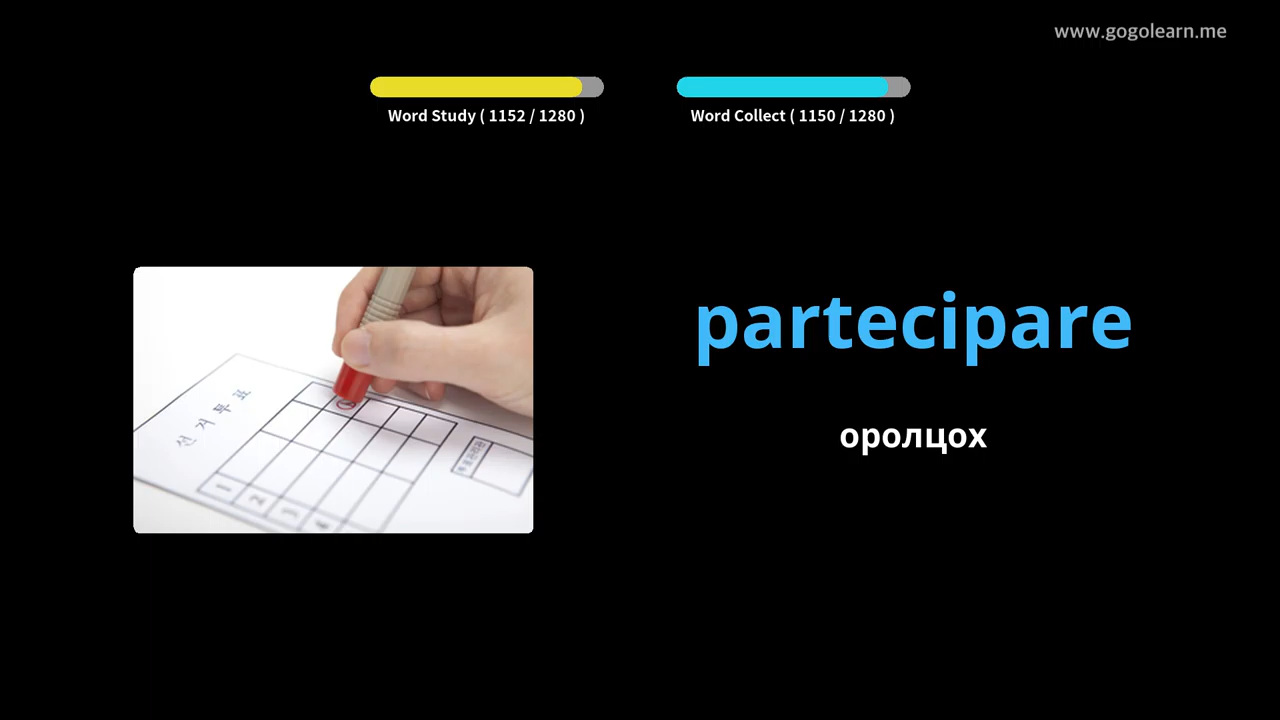 www.gogolearn.me
Word Study ( 1152 / 1280 )
Word Collect ( 1150 / 1280 )
partecipare
оролцох
선거투표
1
2
3
4